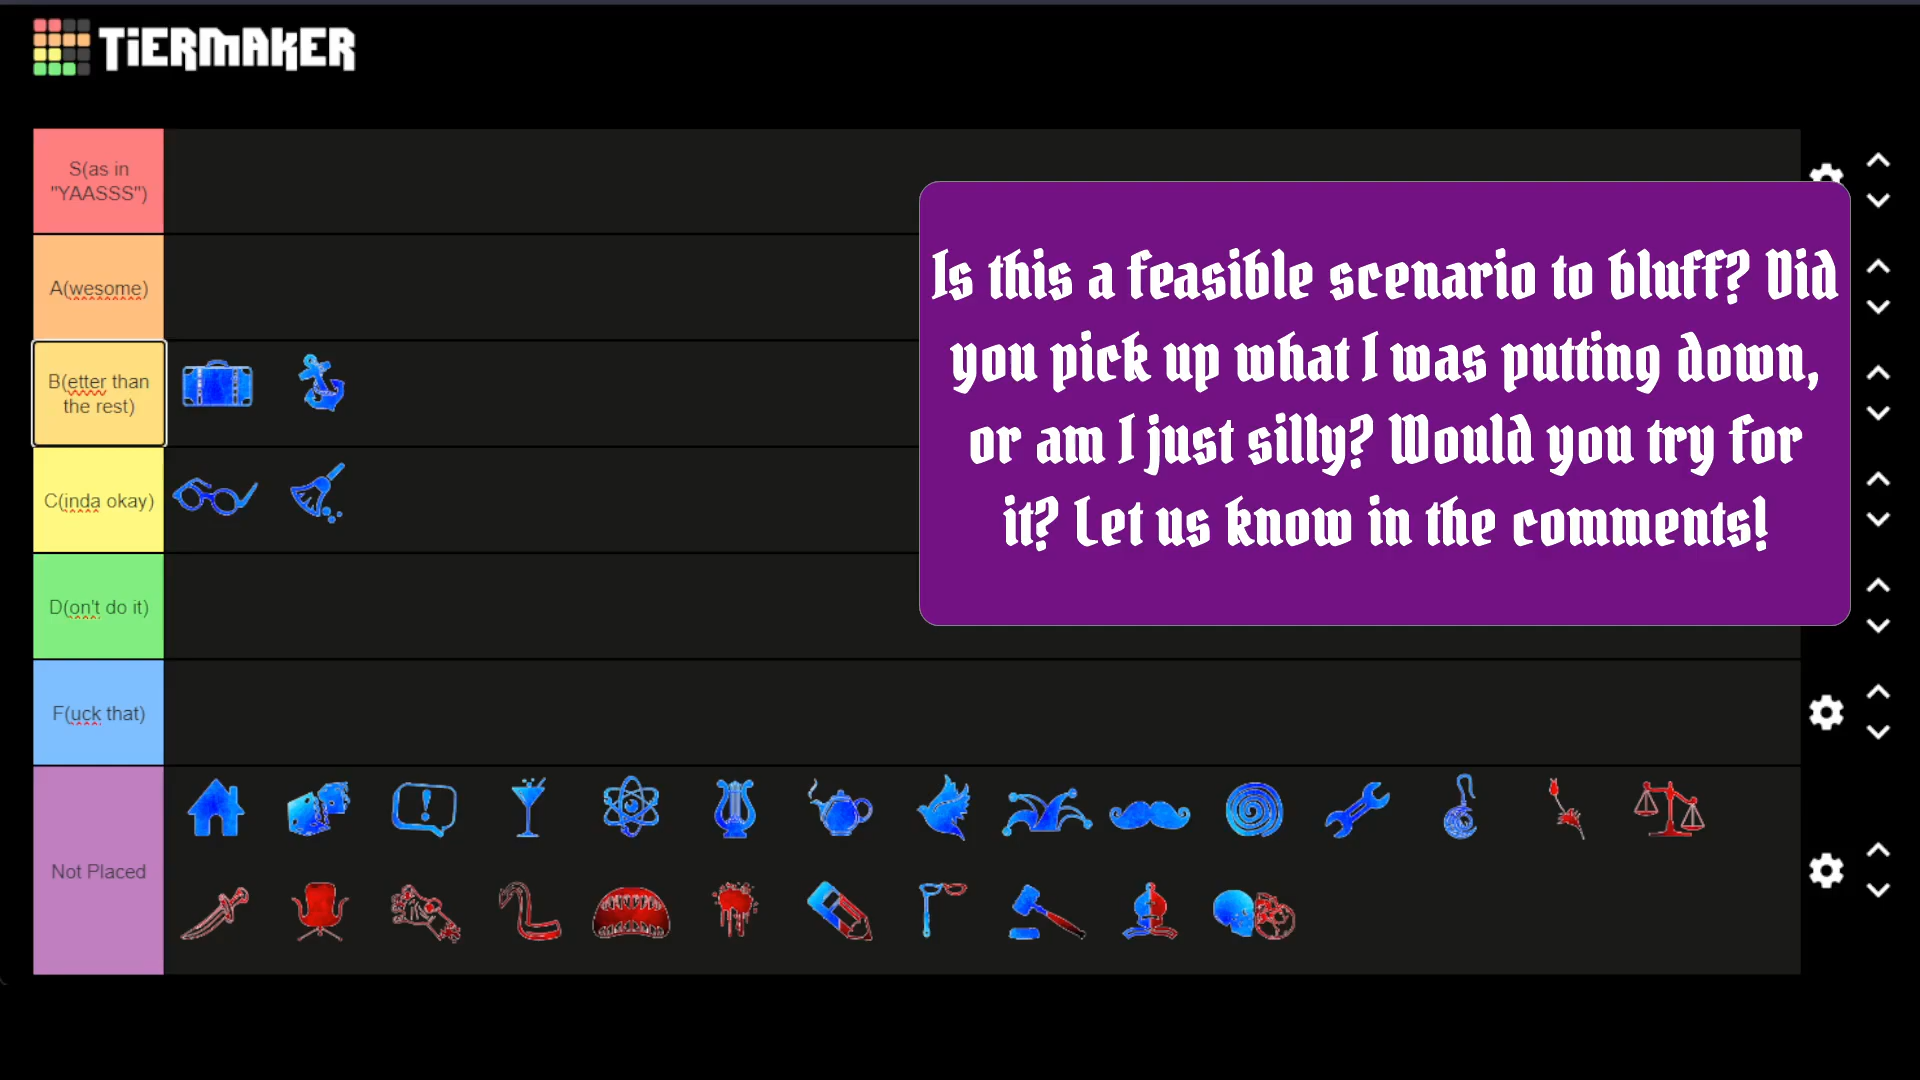 TiERMAKER
S(as in
"YAASSS")
A(wesome)
B(etter than
the rest)
C(inda okay)
D(on't do it)
F(uck that)
Not Placed
Is this a feasible scenario to bluff? Did
you pick up what I was putting down,
or am I just silly? Would you try for
it? Let us know in the comments!